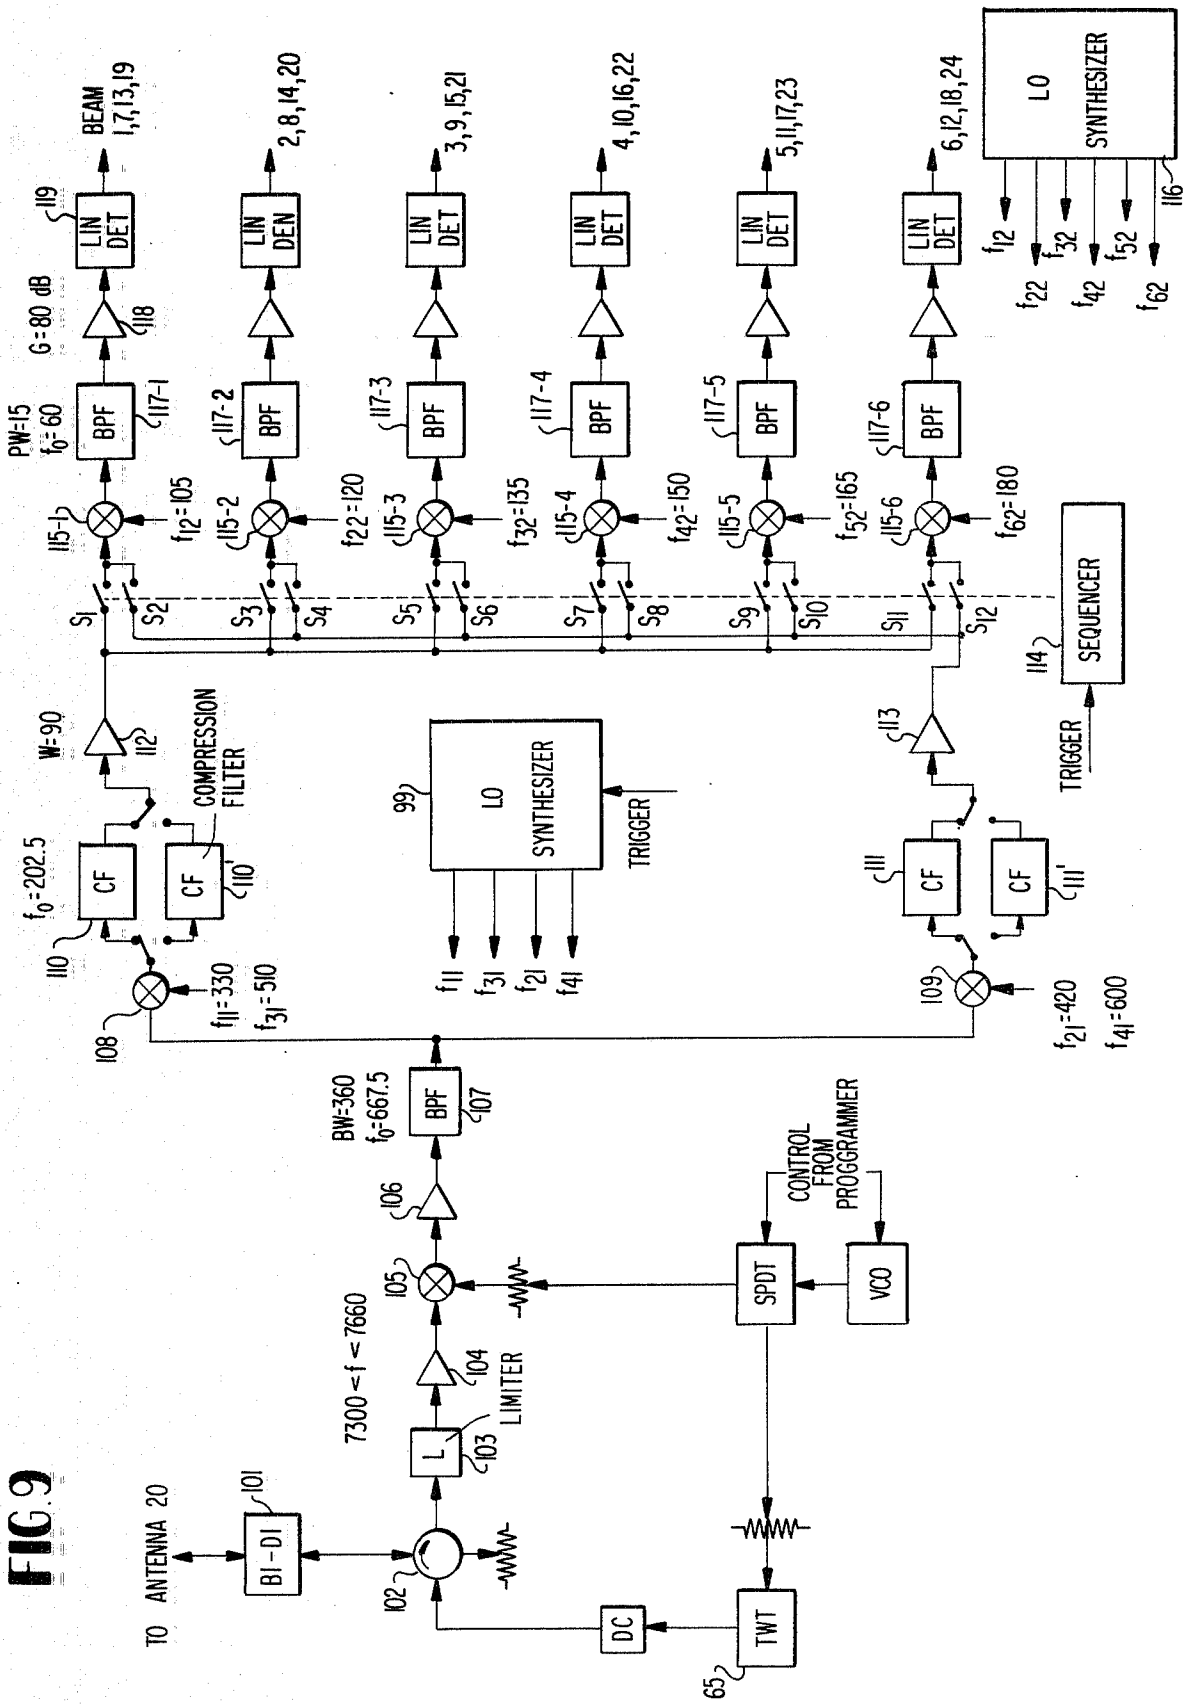 FIG.9
TO ANTENNA 20
BI-DI
101
102
L
103
LIMITER
104
7300 < f < 7660
105
106
BW=360
f0=667.5
BPF
107
DC
TWT
65
SPDT
VCO
CONTROL
FROM
PROGGRAMMER
108
f11=330
f31=510
109
f21=420
f41=600
f0=202.5
110
CF
CF
110'
COMPRESSION
FILTER
111
CF
CF
111'
W=90
112
113
99
LO
SYNTHESIZER
TRIGGER
f11
f31
f21
f41
S1
S2
S3
S4
S5
S6
S7
S8
S9
S10
S11
S12
114
SEQUENCER
TRIGGER
115-1
f12=105
115-2
f22=120
115-3
f32=135
115-4
f42=150
115-5
f52=165
115-6
f62=180
PW=15
f0=60
BPF
117-1
BPF
117-2
BPF
117-3
BPF
117-4
BPF
117-5
BPF
117-6
G=80 dB
118
119
LIN
DET
LIN
DEN
LIN
DET
LIN
DET
LIN
DET
LIN
DET
BEAM
1,7,13,19
2,8,14,20
3,9,15,21
4,10,16,22
5,11,17,23
6,12,18,24
LO
SYNTHESIZER
116
f12
f22
f32
f42
f52
f62